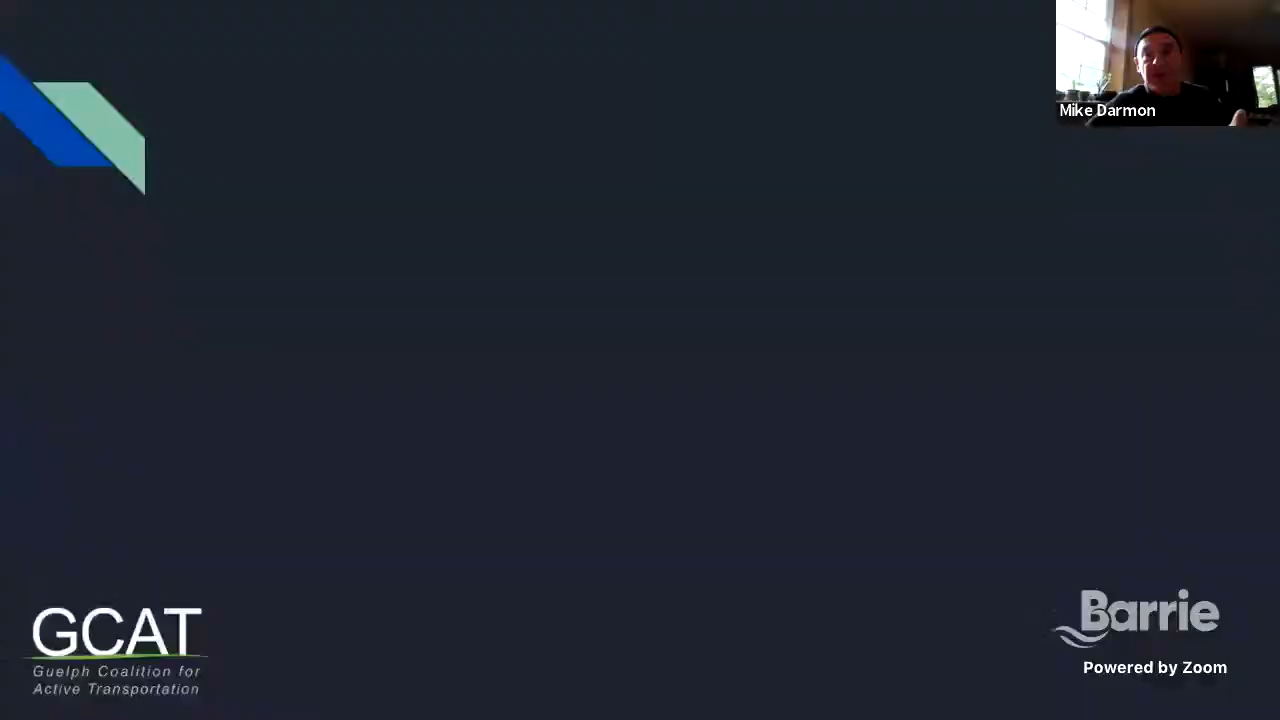 Mike Darmon
GCAT
Guelph Coalition for
Active Transportation
Barrie
Powered by Zoom